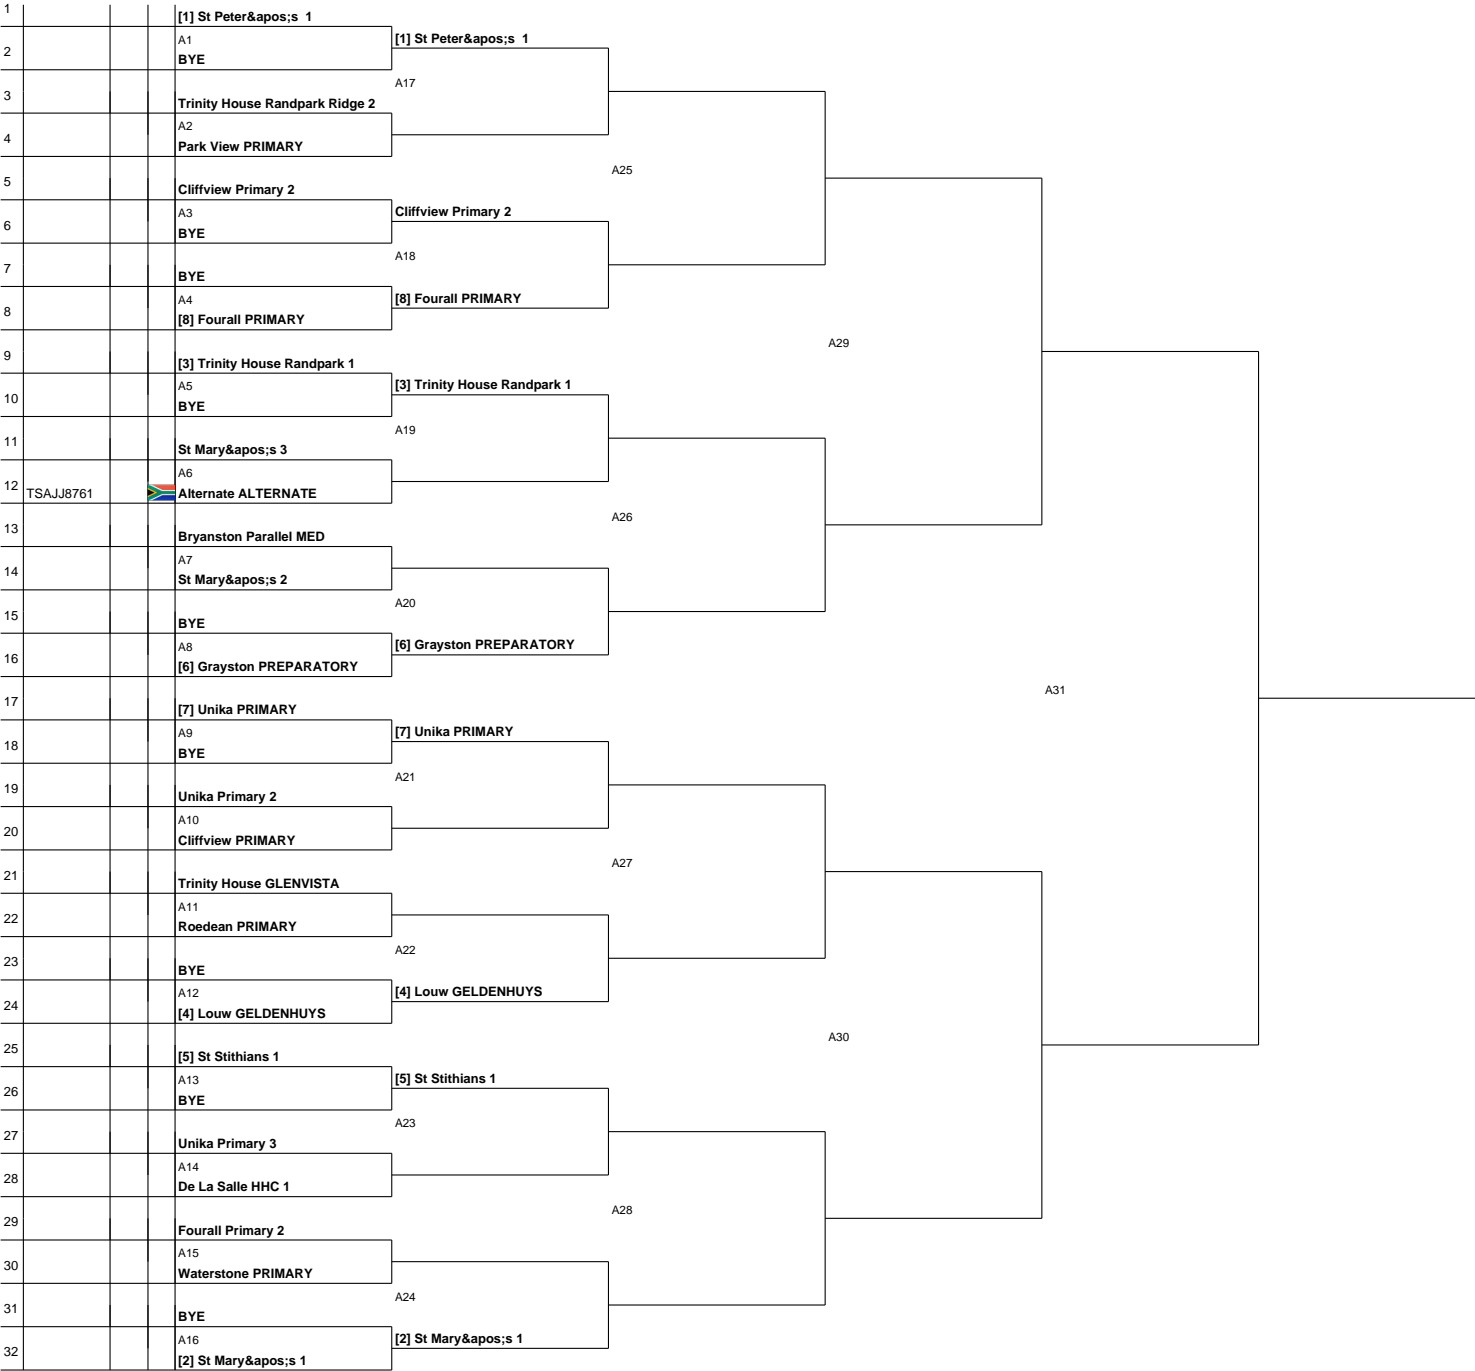 1
[1] St Peter&apos;s  1
A1
[1] St Peter&apos;s  1
2
BYE
A17
3
Trinity House Randpark Ridge 2
A2
4
Park View PRIMARY
A25
5
Cliffview Primary 2
A3
Cliffview Primary 2
6
BYE
A18
7
BYE
A4
[8] Fourall PRIMARY
8
[8] Fourall PRIMARY
A29
9
[3] Trinity House Randpark 1
A5
[3] Trinity House Randpark 1
10
BYE
A19
11
St Mary&apos;s 3
A6
12
TSAJJ8761
Alternate ALTERNATE
A26
13
Bryanston Parallel MED
A7
14
St Mary&apos;s 2
A20
15
BYE
A8
[6] Grayston PREPARATORY
16
[6] Grayston PREPARATORY
A31
17
[7] Unika PRIMARY
A9
[7] Unika PRIMARY
18
BYE
A21
19
Unika Primary 2
A10
20
Cliffview PRIMARY
A27
21
Trinity House GLENVISTA
A11
22
Roedean PRIMARY
A22
23
BYE
A12
[4] Louw GELDENHUYS
24
[4] Louw GELDENHUYS
A30
25
[5] St Stithians 1
A13
[5] St Stithians 1
26
BYE
A23
27
Unika Primary 3
A14
28
De La Salle HHC 1
A28
29
Fourall Primary 2
A15
30
Waterstone PRIMARY
A24
31
BYE
A16
[2] St Mary&apos;s 1
32
[2] St Mary&apos;s 1